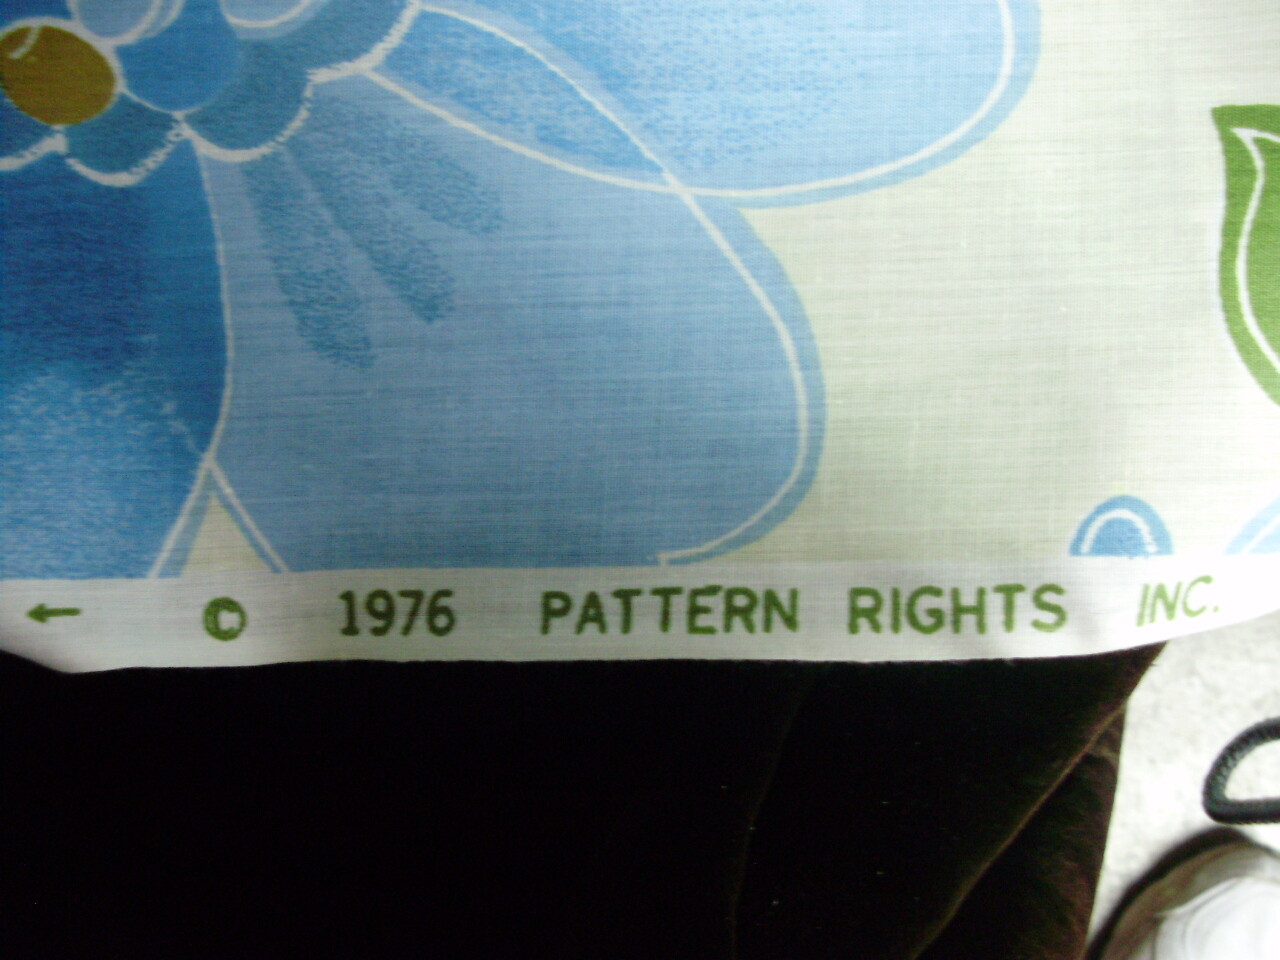 ← © 1976 PATTERN RIGHTS INC.